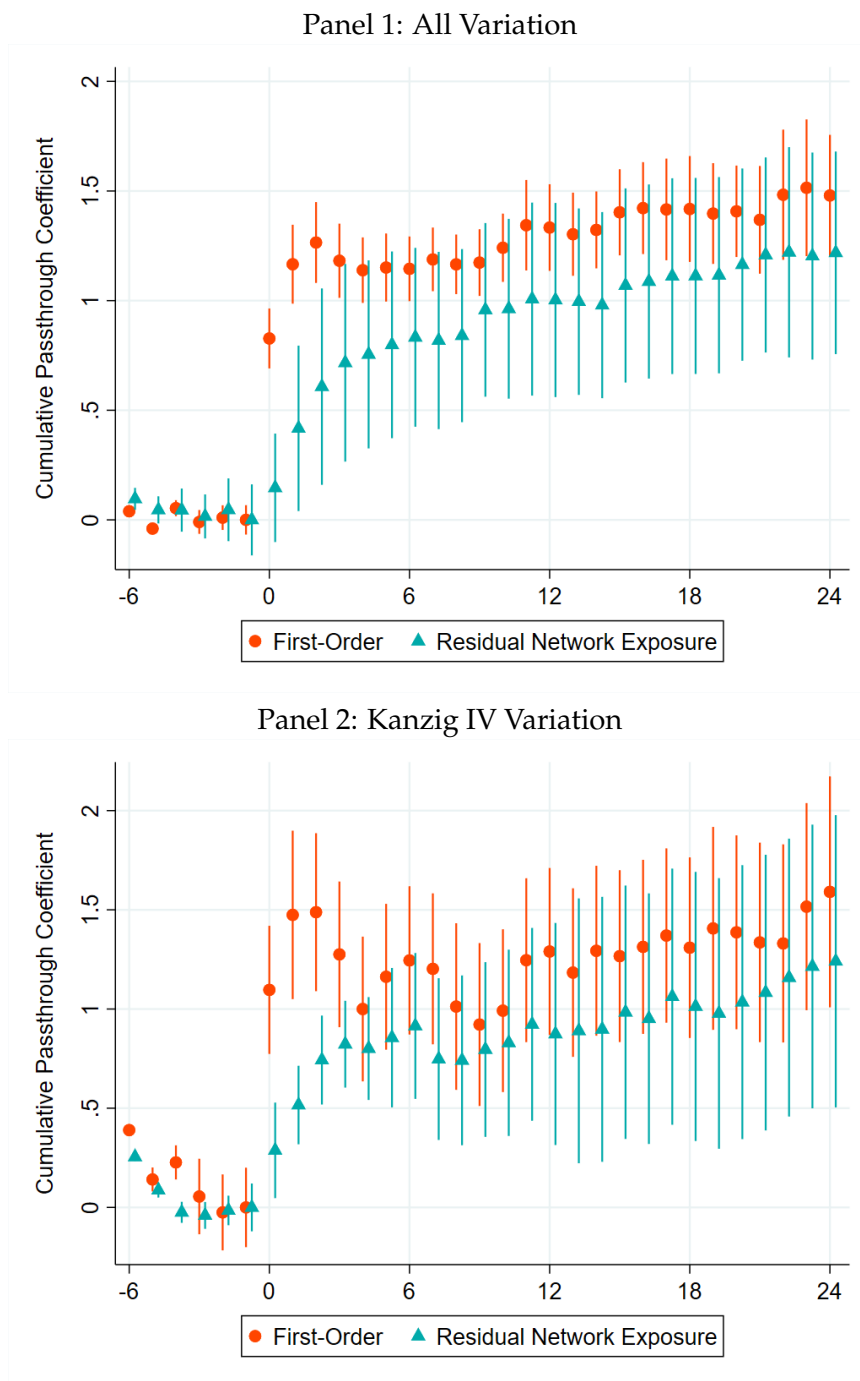 Panel 1: All Variation
Cumulative Passthrough Coefficient
2
1.5
1
.5
0
-6 0 6 12 18 24
First-Order Residual Network Exposure
Panel 2: Kanzig IV Variation
Cumulative Passthrough Coefficient
2
1.5
1
.5
0
-6 0 6 12 18 24
First-Order Residual Network Exposure